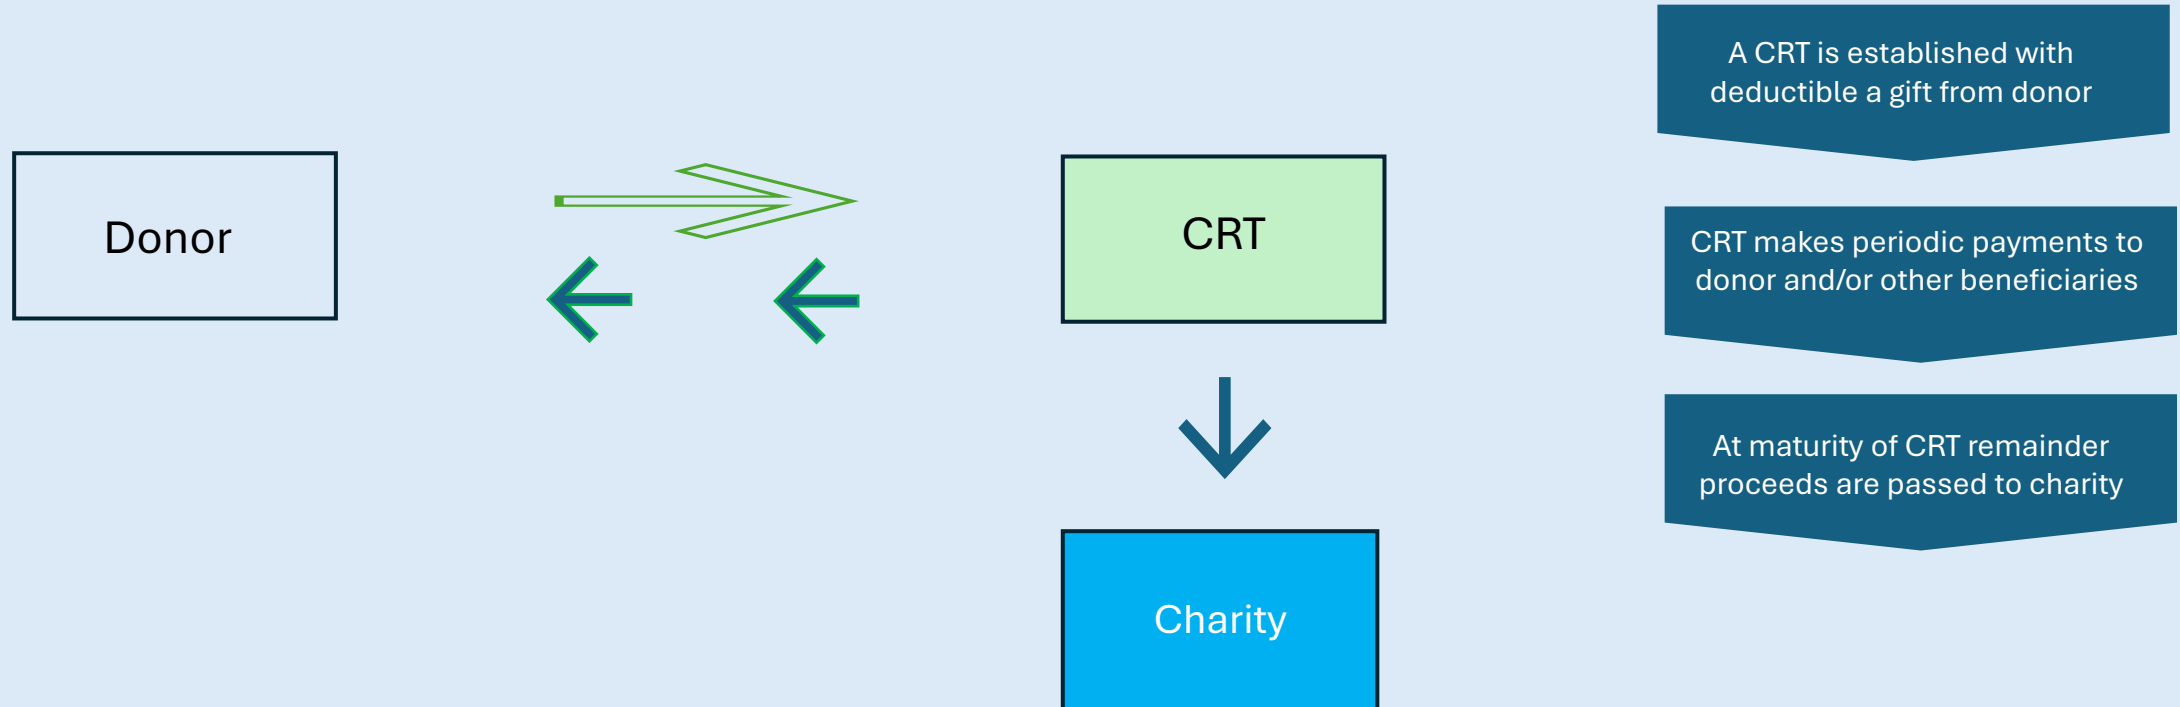 Donor
CRT
Charity
A CRT is established with
deductible a gift from donor
CRT makes periodic payments to
donor and/or other beneficiaries
At maturity of CRT remainder
proceeds are passed to charity